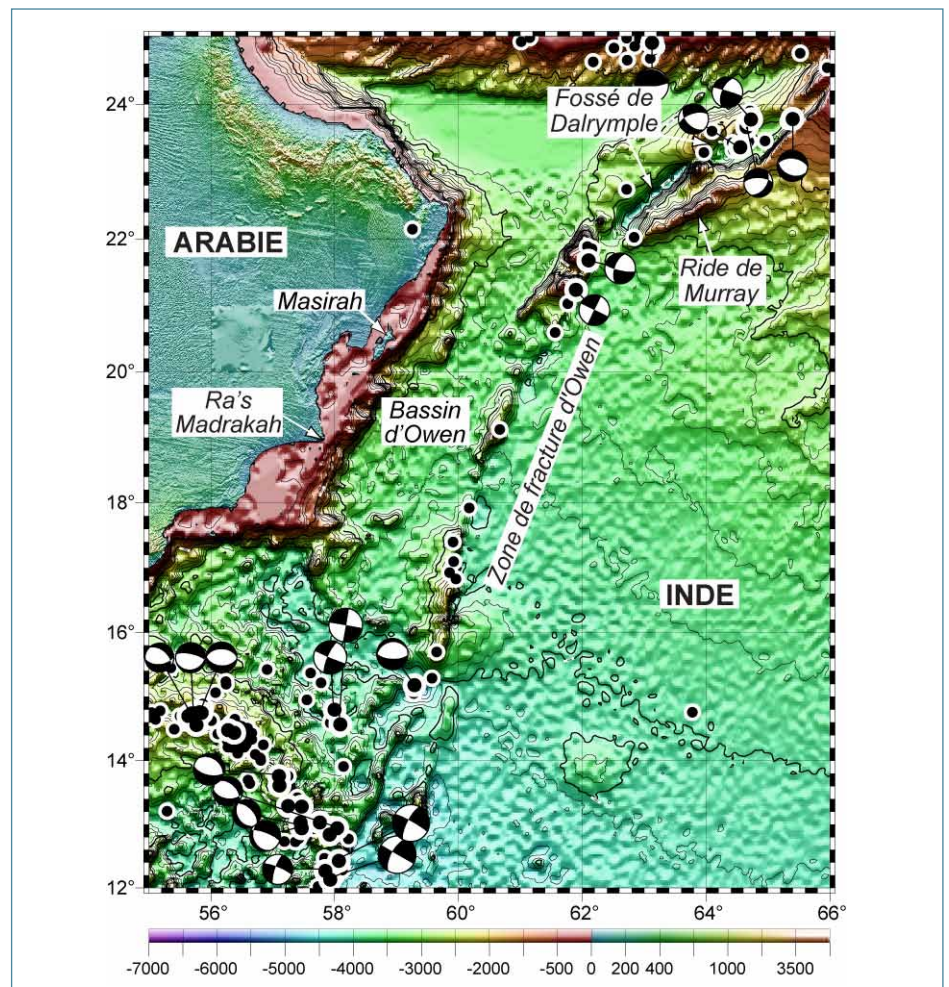 24°
22°
20°
18°
16°
14°
12°
Fossé de
Dalrymple
ARABIE
Ride de
Murray
Masirah
Ra's
Madrakah
Bassin
d'Owen
Zone de fracture d'Owen
INDE
56°
58°
60°
62°
64°
66°
-7000
-6000
-5000
-4000
-3000
-2000
-500
0
200
400
1000
3500